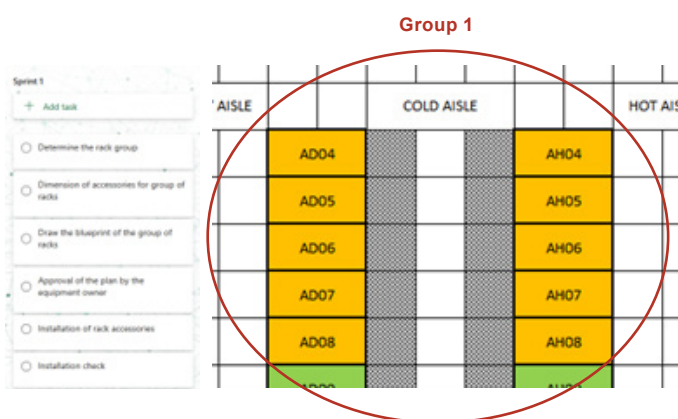 Group 1
Sprint 1
+ Add task
Determine the rack group
Dimension of accessories for group of
racks
Draw the blueprint of the group of
racks
Approval of the plan by the
equipment owner
Installation of rack accessories
Installation check
AISLE COLD AISLE HOT AIS
AD04 AH04
AD05 AH05
AD06 AH06
AD07 AH07
AD08 AH08